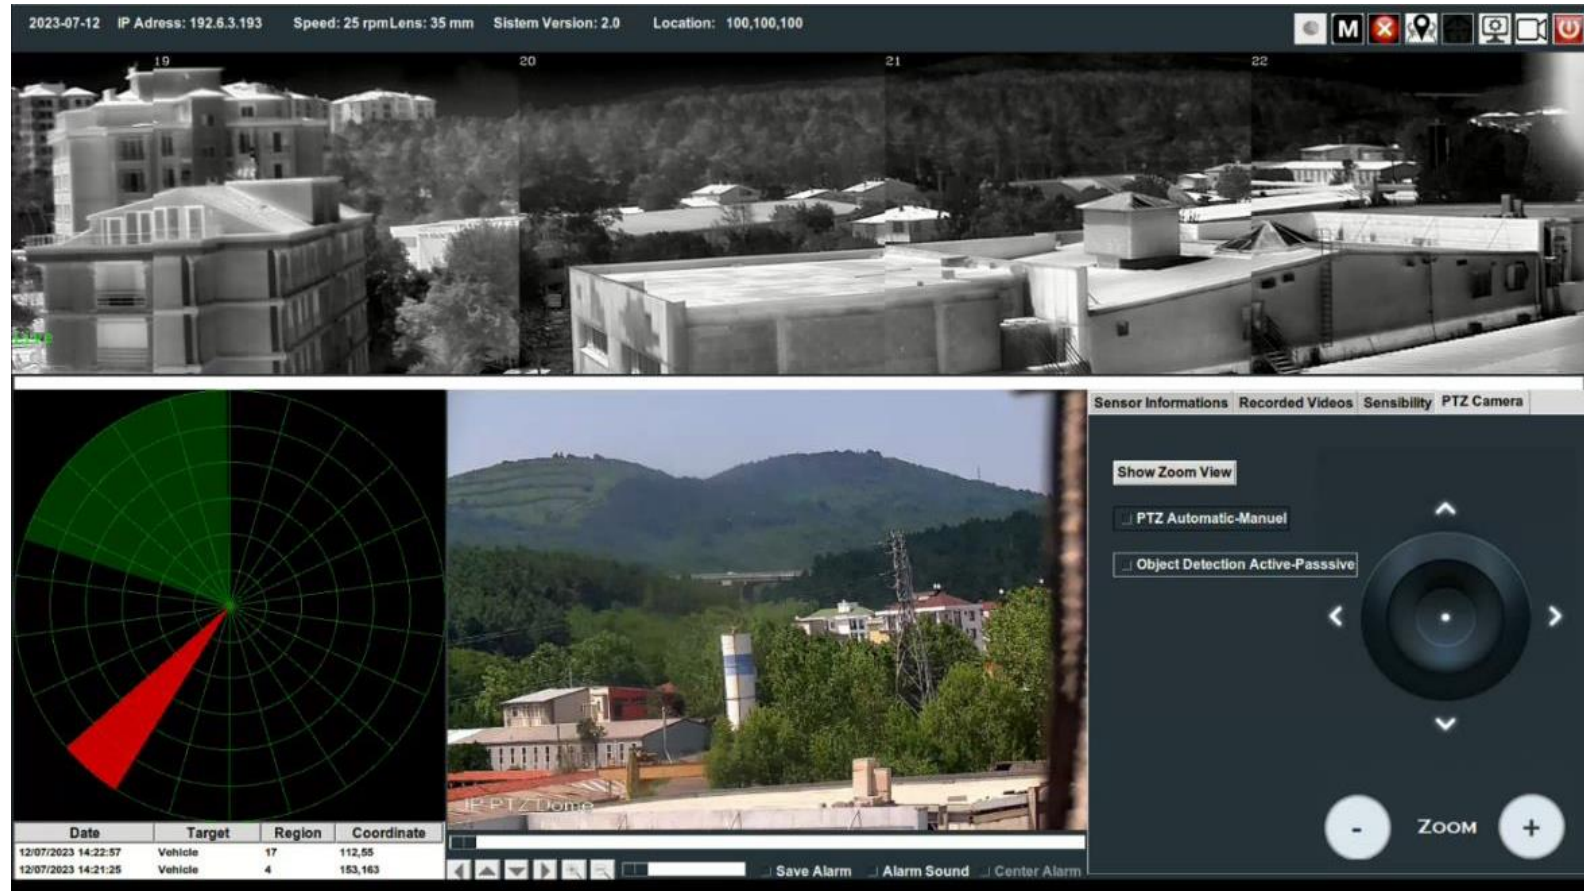 2023-07-12 IP Adress: 192.6.3.193 Speed: 25 rpm Lens: 35 mm Sistem Version: 2.0 Location: 100,100,100
M
19 20 21 22
Live
Sensor Informations Recorded Videos Sensibility PTZ Camera
Show Zoom View
PTZ Automatic-Manuel
Object Detection Active-Passsive
ZOOM
- +
IP PTZ Dome
Date Target Region Coordinate
12/07/2023 14:22:57 Vehicle 17 112,55
12/07/2023 14:21:25 Vehicle 4 153,163
Save Alarm Alarm Sound Center Alarm